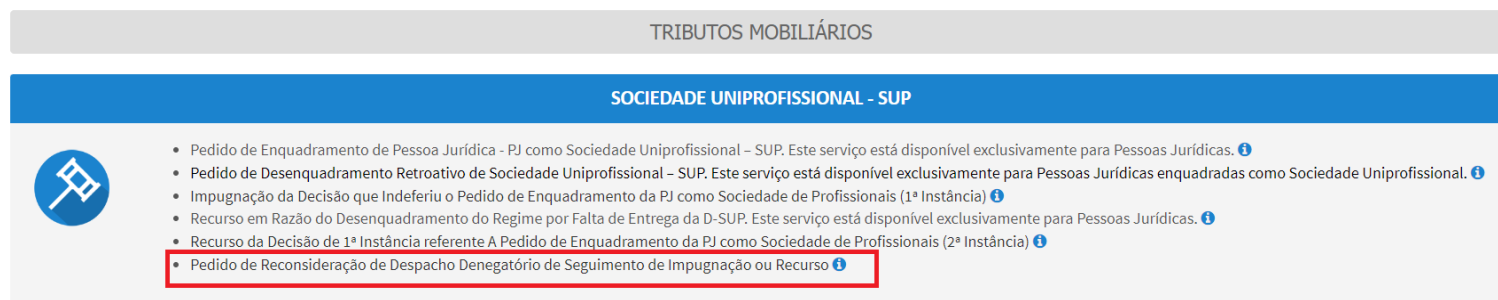 TRIBUTOS MOBILIÁRIOS
SOCIEDADE UNIPROFISSIONAL - SUP
• Pedido de Enquadramento de Pessoa Jurídica - PJ como Sociedade Uniprofissional – SUP. Este serviço está disponível exclusivamente para Pessoas Jurídicas.
• Pedido de Desenquadramento Retroativo de Sociedade Uniprofissional – SUP. Este serviço está disponível exclusivamente para Pessoas Jurídicas enquadradas como Sociedade Uniprofissional.
• Impugnação da Decisão que Indeferiu o Pedido de Enquadramento da PJ como Sociedade de Profissionais (1ª Instância)
• Recurso em Razão do Desenquadramento do Regime por Falta de Entrega da D-SUP. Este serviço está disponível exclusivamente para Pessoas Jurídicas.
• Recurso da Decisão de 1ª Instância referente A Pedido de Enquadramento da PJ como Sociedade de Profissionais (2ª Instância)
• Pedido de Reconsideração de Despacho Denegatório de Seguimento de Impugnação ou Recurso